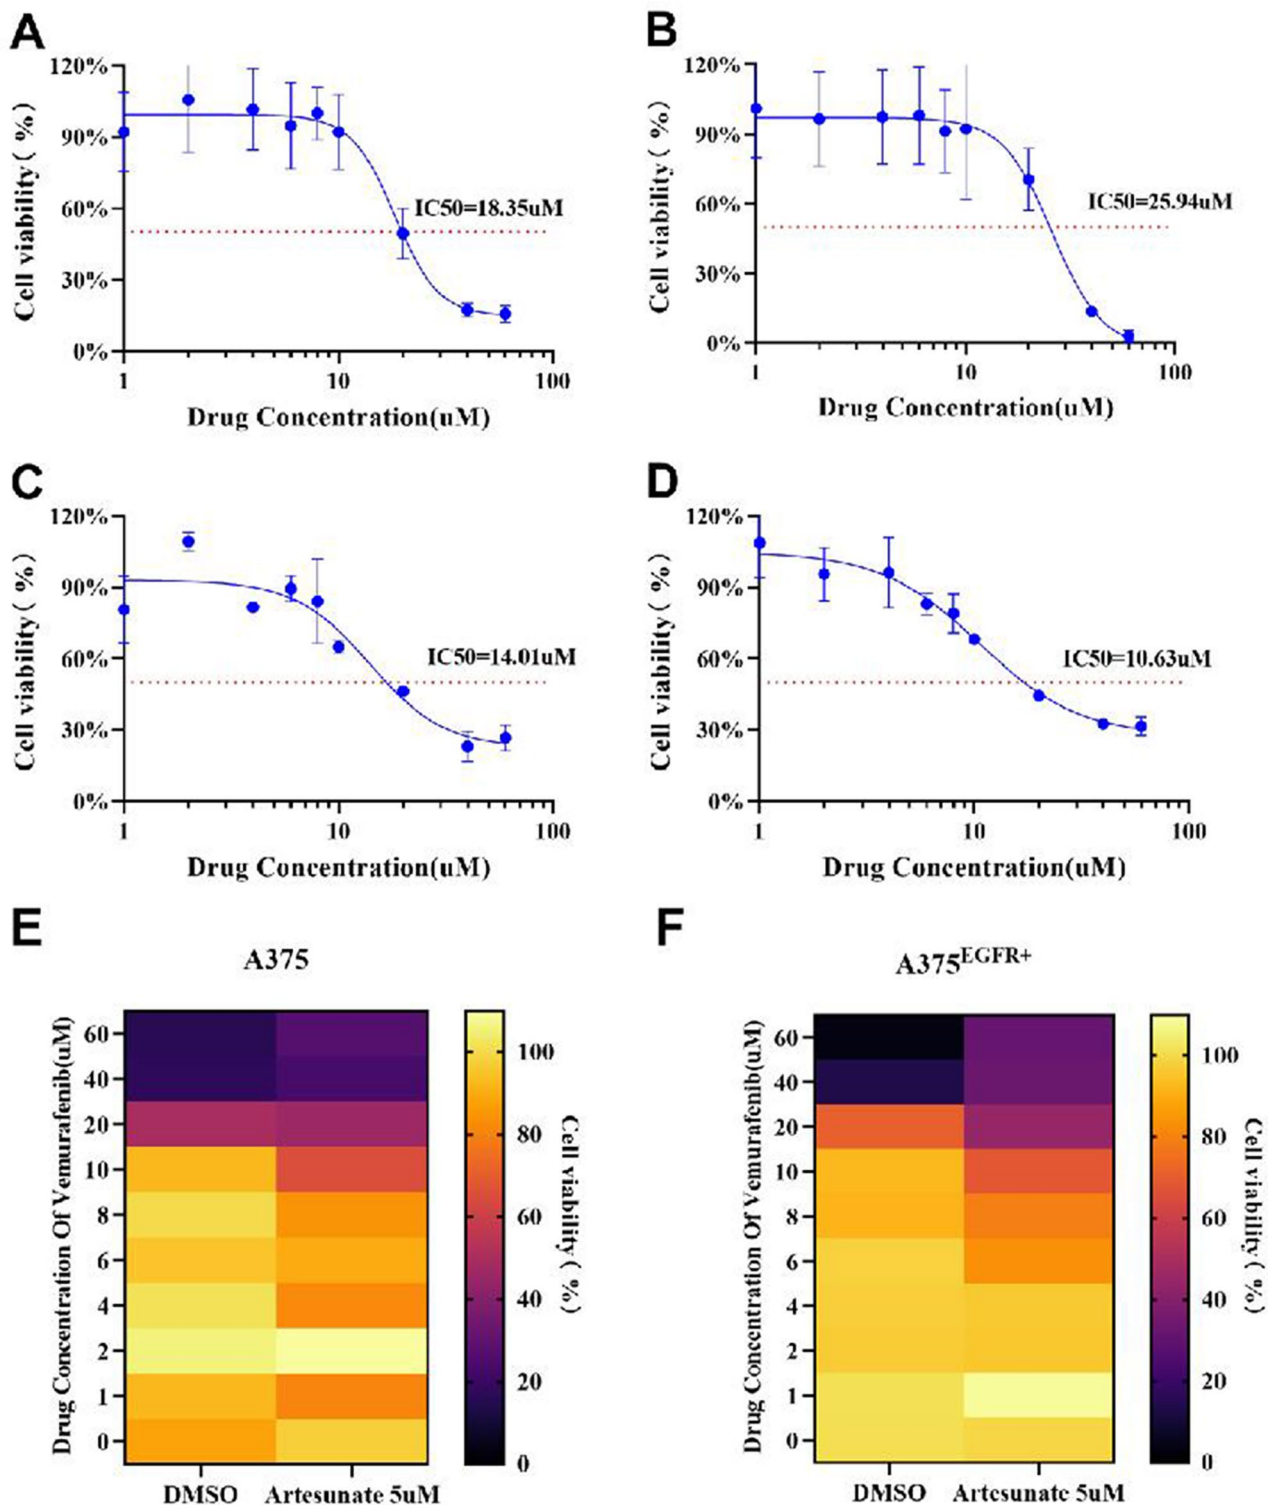 A
B
120%
90%
60%
30%
0%
Cell viability( %)
IC50=18.35uM
1
10
100
Drug Concentration(uM)
120%
90%
60%
30%
0%
Cell viability( %)
IC50=25.94uM
1
10
100
Drug Concentration(uM)
C
D
120%
90%
60%
30%
0%
Cell viability( %)
IC50=14.01uM
1
10
100
Drug Concentration(uM)
120%
90%
60%
30%
0%
Cell viability( %)
IC50=10.63uM
1
10
100
Drug Concentration(uM)
E
A375
Drug Concentration Of Vemurafenib(uM)
60
40
20
10
8
6
4
2
1
0
DMSO
Artesunate 5uM
100
80
60
40
20
0
Cell viability( %)
F
A375EGFR+
Drug Concentration Of Vemurafenib(uM)
60
40
20
10
8
6
4
2
1
0
DMSO
Artesunate 5uM
100
80
60
40
20
0
Cell viability( %)